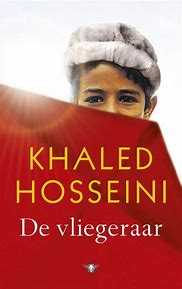 KHALED
HOSSEINI
De vliegeraar